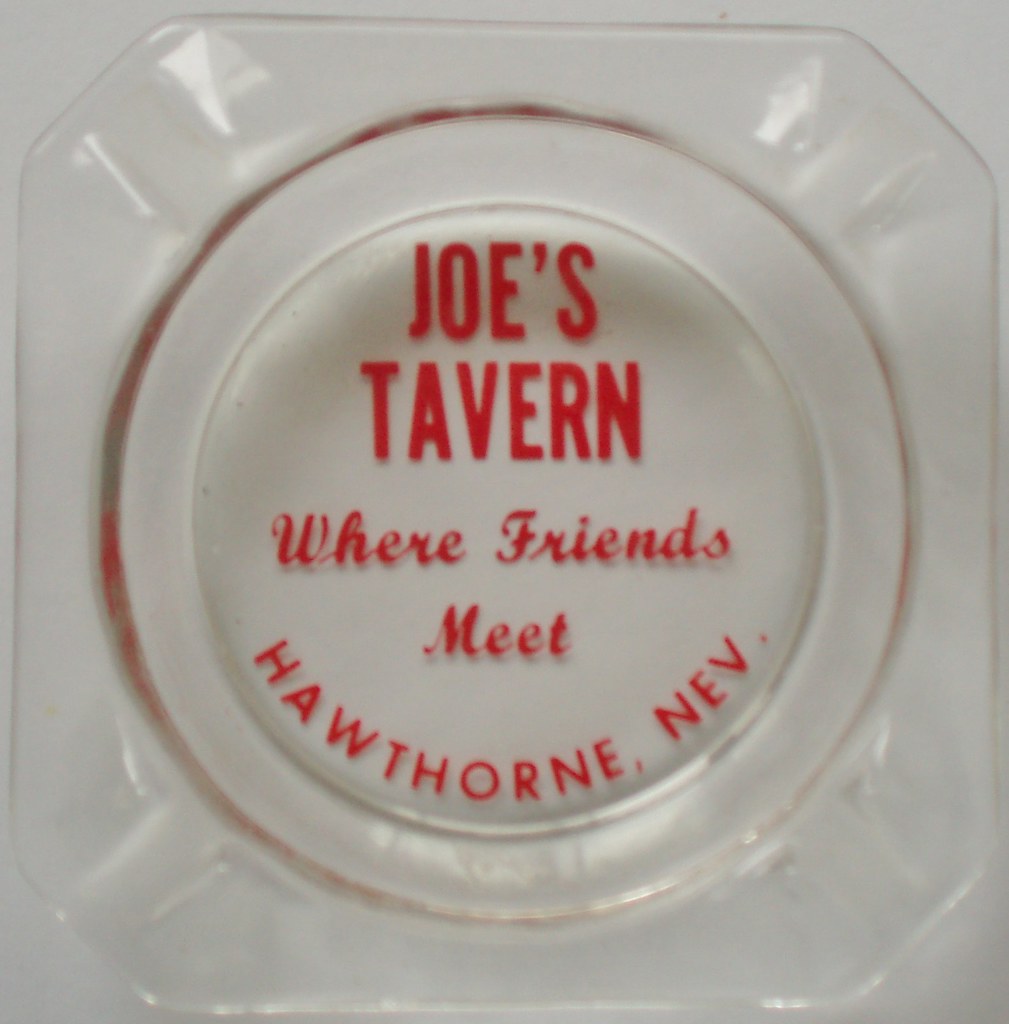 JOE'S
TAVERN
Where Friends
Meet
HAWTHORNE, NEV.